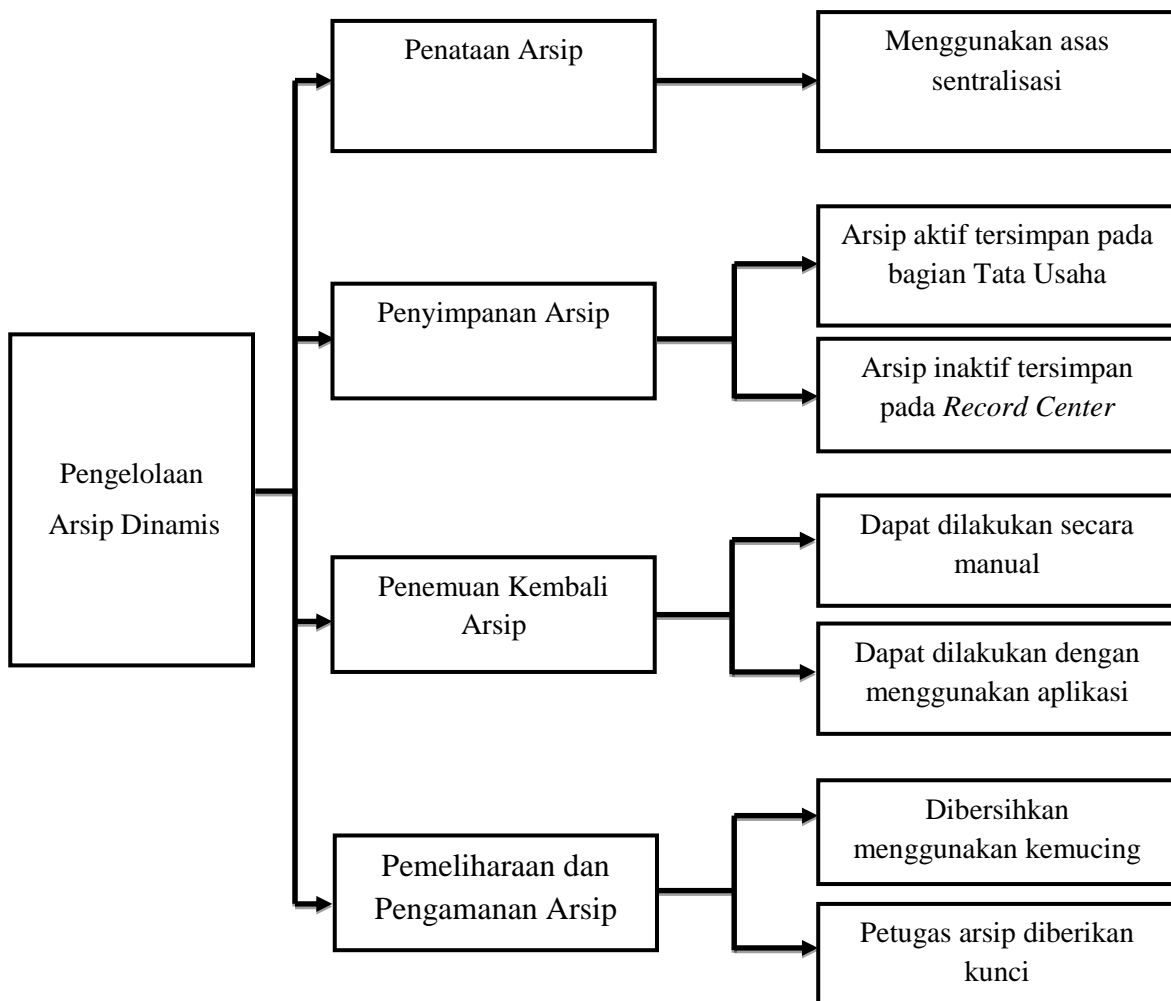 Pengelolaan
Arsip Dinamis
Penataan Arsip
Menggunakan asas
sentralisasi
Penyimpanan Arsip
Arsip aktif tersimpan pada
bagian Tata Usaha
Arsip inaktif tersimpan
pada Record Center
Penemuan Kembali
Arsip
Dapat dilakukan secara
manual
Dapat dilakukan dengan
menggunakan aplikasi
Pemeliharaan dan
Pengamanan Arsip
Dibersihkan
menggunakan kemucing
Petugas arsip diberikan
kunci